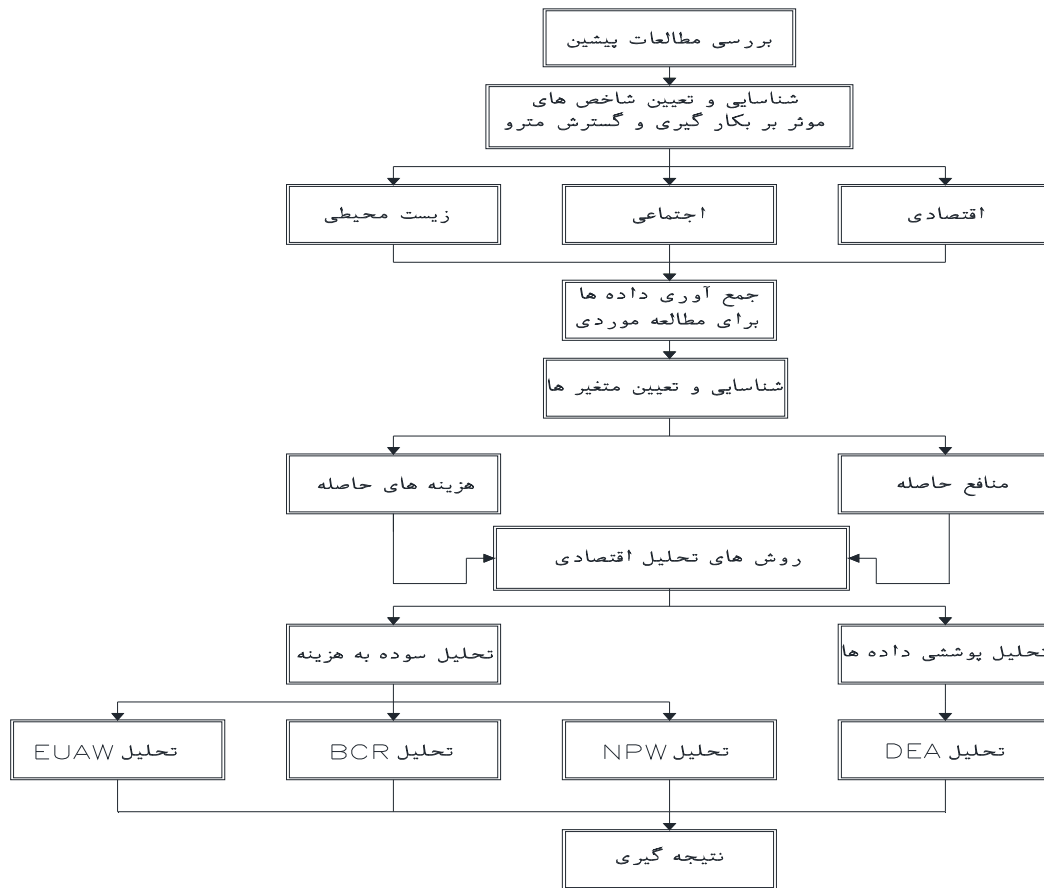 بررسی مطالعات پیشین
شناسایی و تعیین شاخص های
موثر بر بکار گیری و گسترش مترو
اقتصادی
اجتماعی
زیست محیطی
جمع آوری داده ها
برای مطالعه موردی
شناسایی و تعیین متغیر ها
منافع حاصله
هزینه های حاصله
روش های تحلیل اقتصادی
تحلیل پوششی داده ها
تحلیل سوده به هزینه
تحلیل DEA
تحلیل NPW
تحلیل BCR
تحلیل EUAW
نتیجه گیری